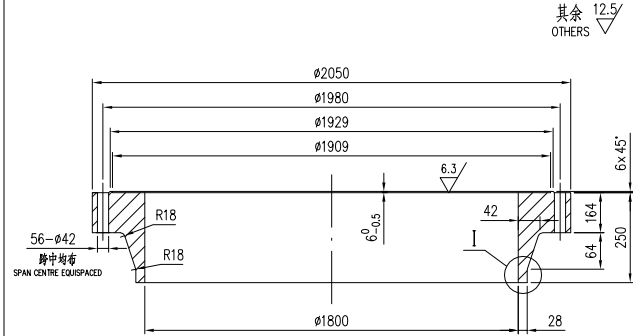 其余 12.5
OTHERS
ø2050
ø1980
ø1929
ø1909
6x45°
6.3
R18
42
6 0 -0.5
164
56-ø42
I
250
跨中均布
R18
64
SPAN CENTRE EQUISPACED
ø1800
28